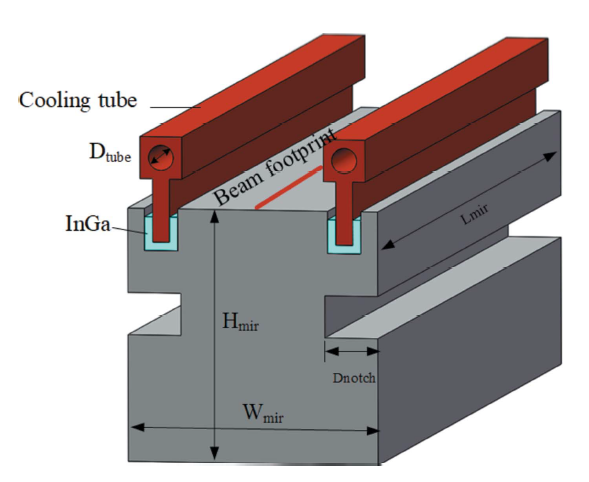 Cooling tube
Dtube
Beam footprint
InGa
Lmir
Hmir
Dnotch
Wmir